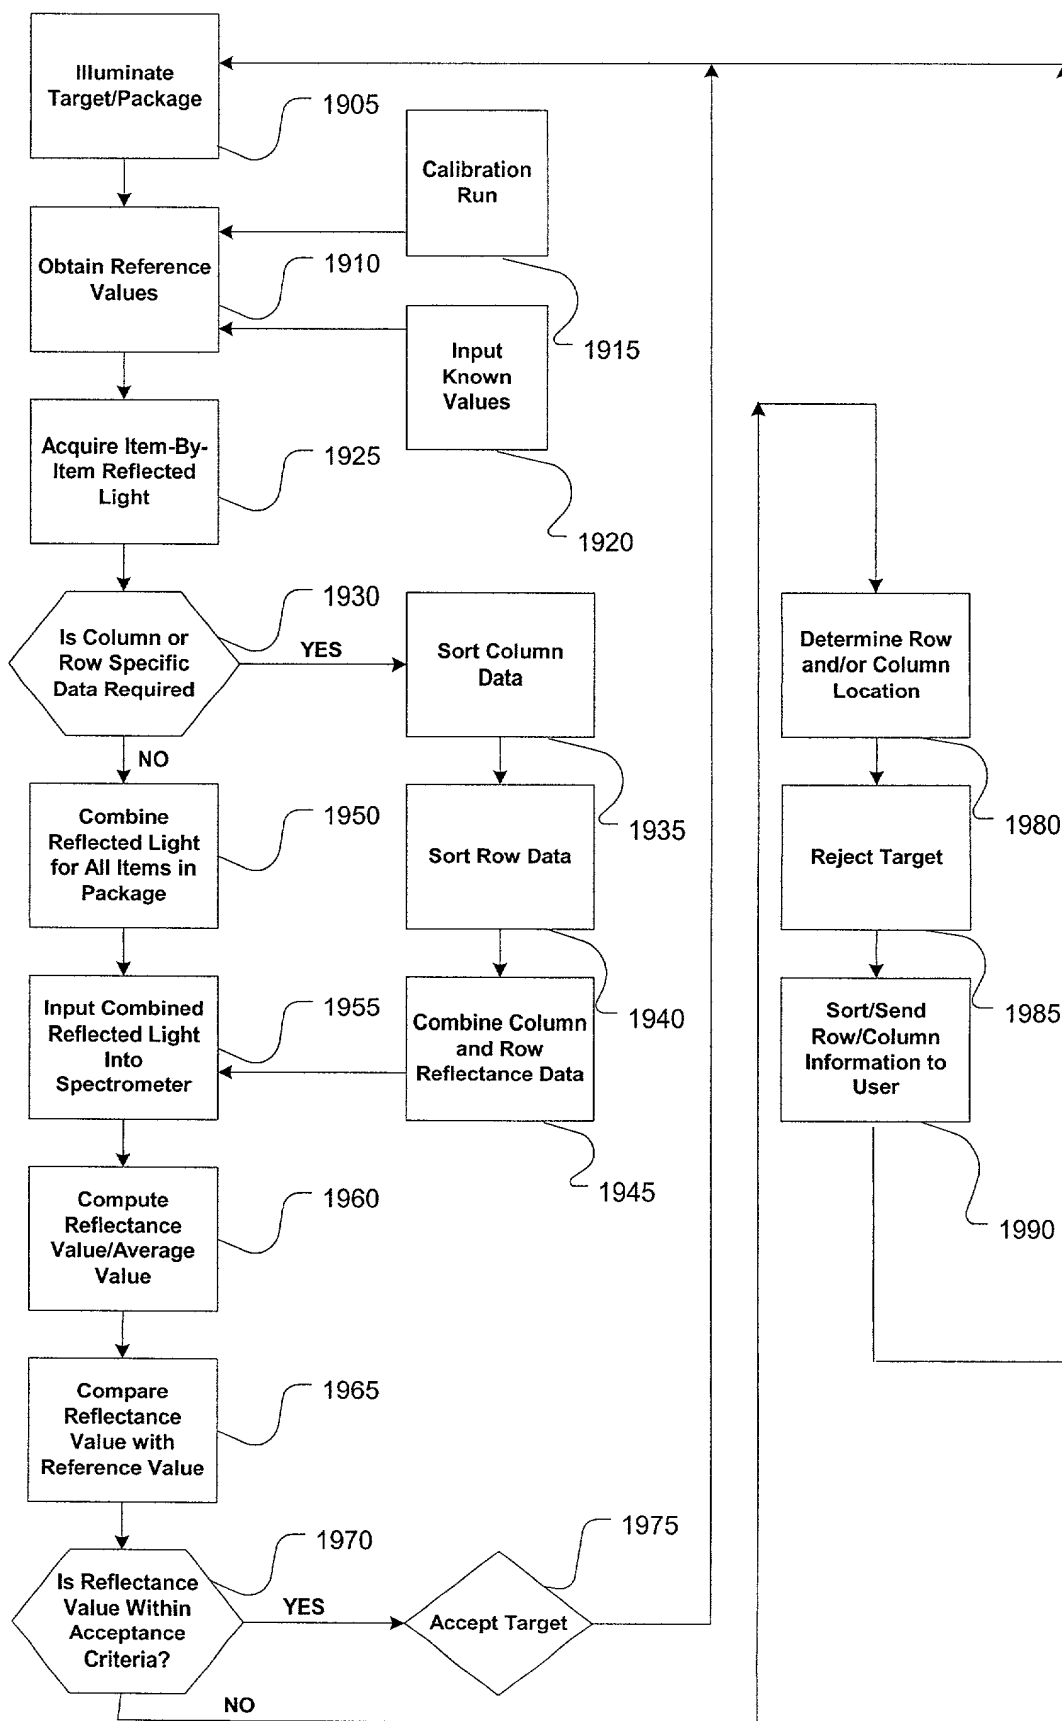 Illuminate
Target/Package
1905
Calibration
Run
1915
Obtain Reference
Values
1910
Input
Known
Values
1920
Acquire Item-By-
Item Reflected
Light
1925
Is Column or
Row Specific
Data Required
1930
YES
NO
Sort Column
Data
1935
Sort Row Data
1940
Combine Column
and Row
Reflectance Data
1945
Combine
Reflected Light
for All Items in
Package
1950
Input Combined
Reflected Light
Into
Spectrometer
1955
Compute
Reflectance
Value/Average
Value
1960
Compare
Reflectance
Value with
Reference Value
1965
Is Reflectance
Value Within
Acceptance
Criteria?
1970
YES
NO
Accept Target
1975
Determine Row
and/or Column
Location
1980
Reject Target
1985
Sort/Send
Row/Column
Information to
User
1990